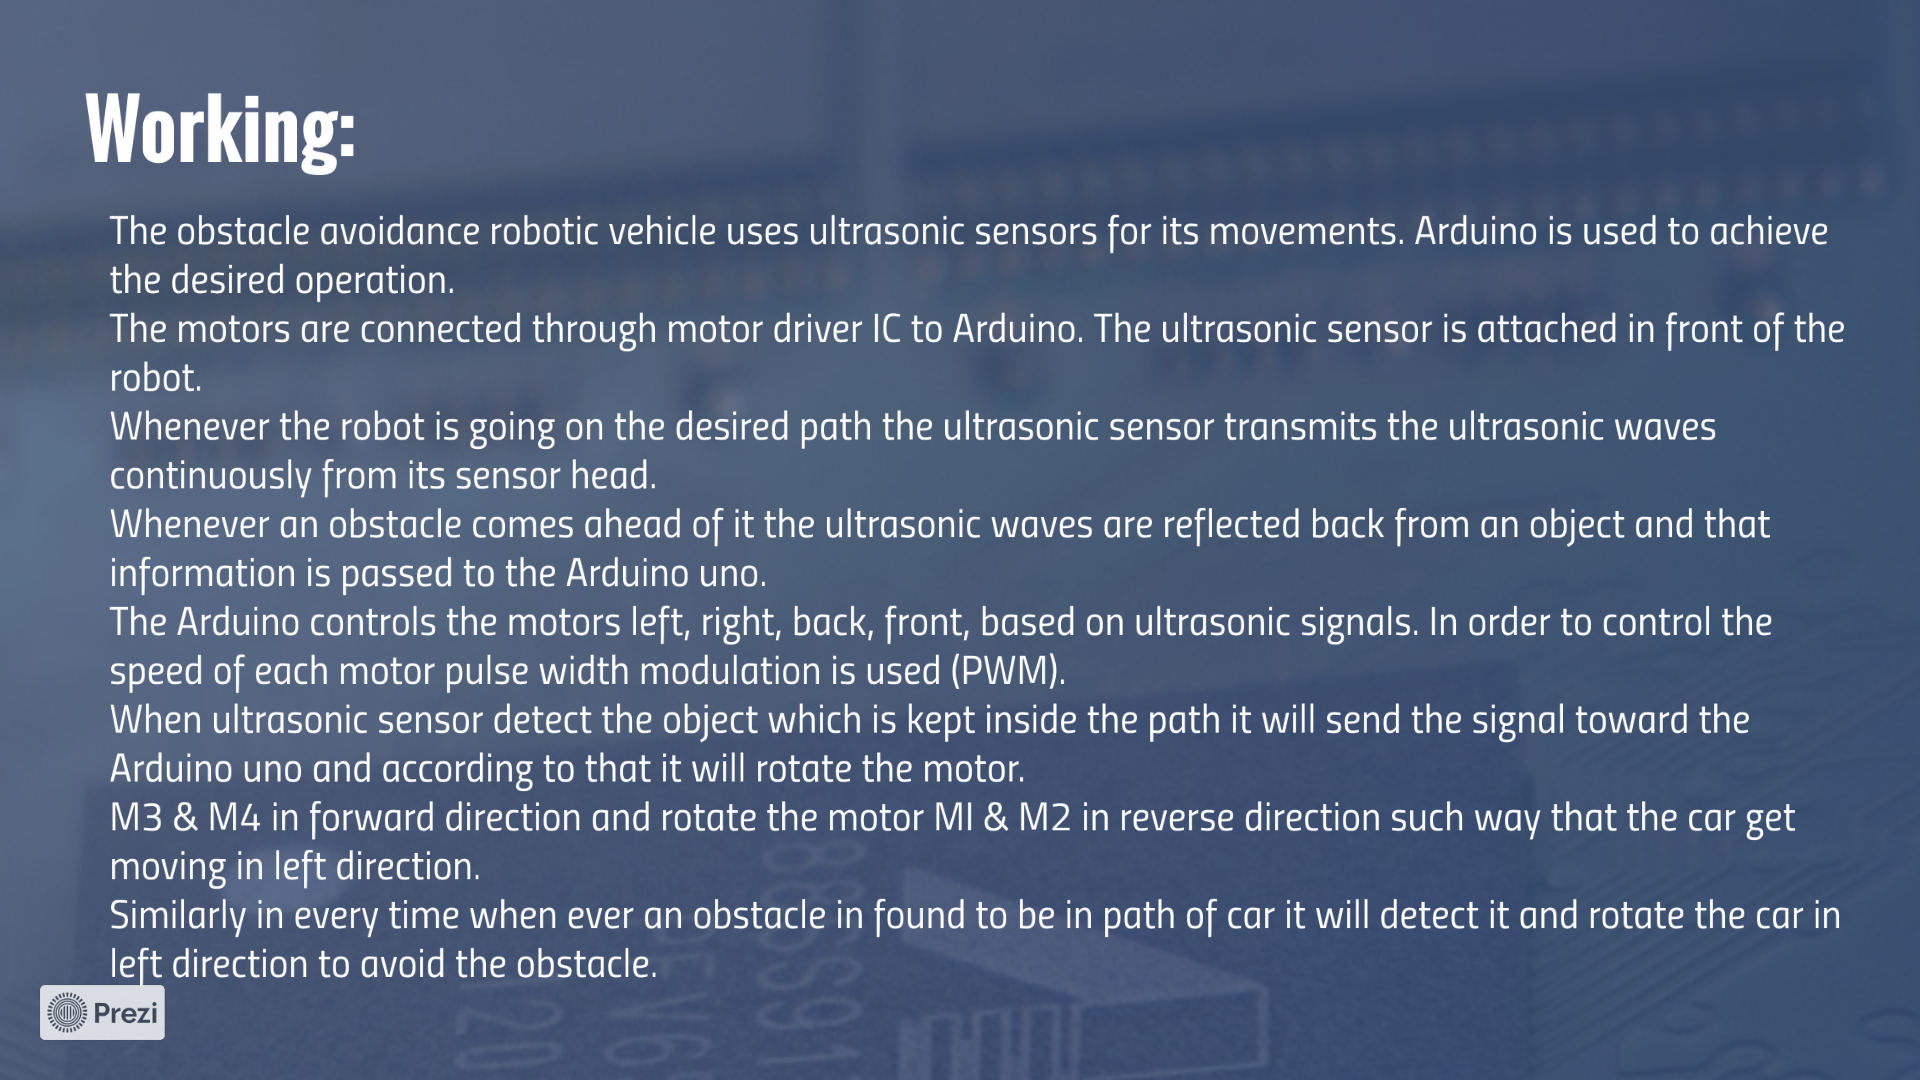 Working:
The obstacle avoidance robotic vehicle uses ultrasonic sensors for its movements. Arduino is used to achieve
the desired operation.
The motors are connected through motor driver IC to Arduino. The ultrasonic sensor is attached in front of the
robot.
Whenever the robot is going on the desired path the ultrasonic sensor transmits the ultrasonic waves
continuously from its sensor head.
Whenever an obstacle comes ahead of it the ultrasonic waves are reflected back from an object and that
information is passed to the Arduino uno.
The Arduino controls the motors left, right, back, front, based on ultrasonic signals. In order to control the
speed of each motor pulse width modulation is used (PWM).
When ultrasonic sensor detect the object which is kept inside the path it will send the signal toward the
Arduino uno and according to that it will rotate the motor.
M3 & M4 in forward direction and rotate the motor MI & M2 in reverse direction such way that the car get
moving in left direction.
Similarly in every time when ever an obstacle in found to be in path of car it will detect it and rotate the car in
left direction to avoid the obstacle.
Prezi